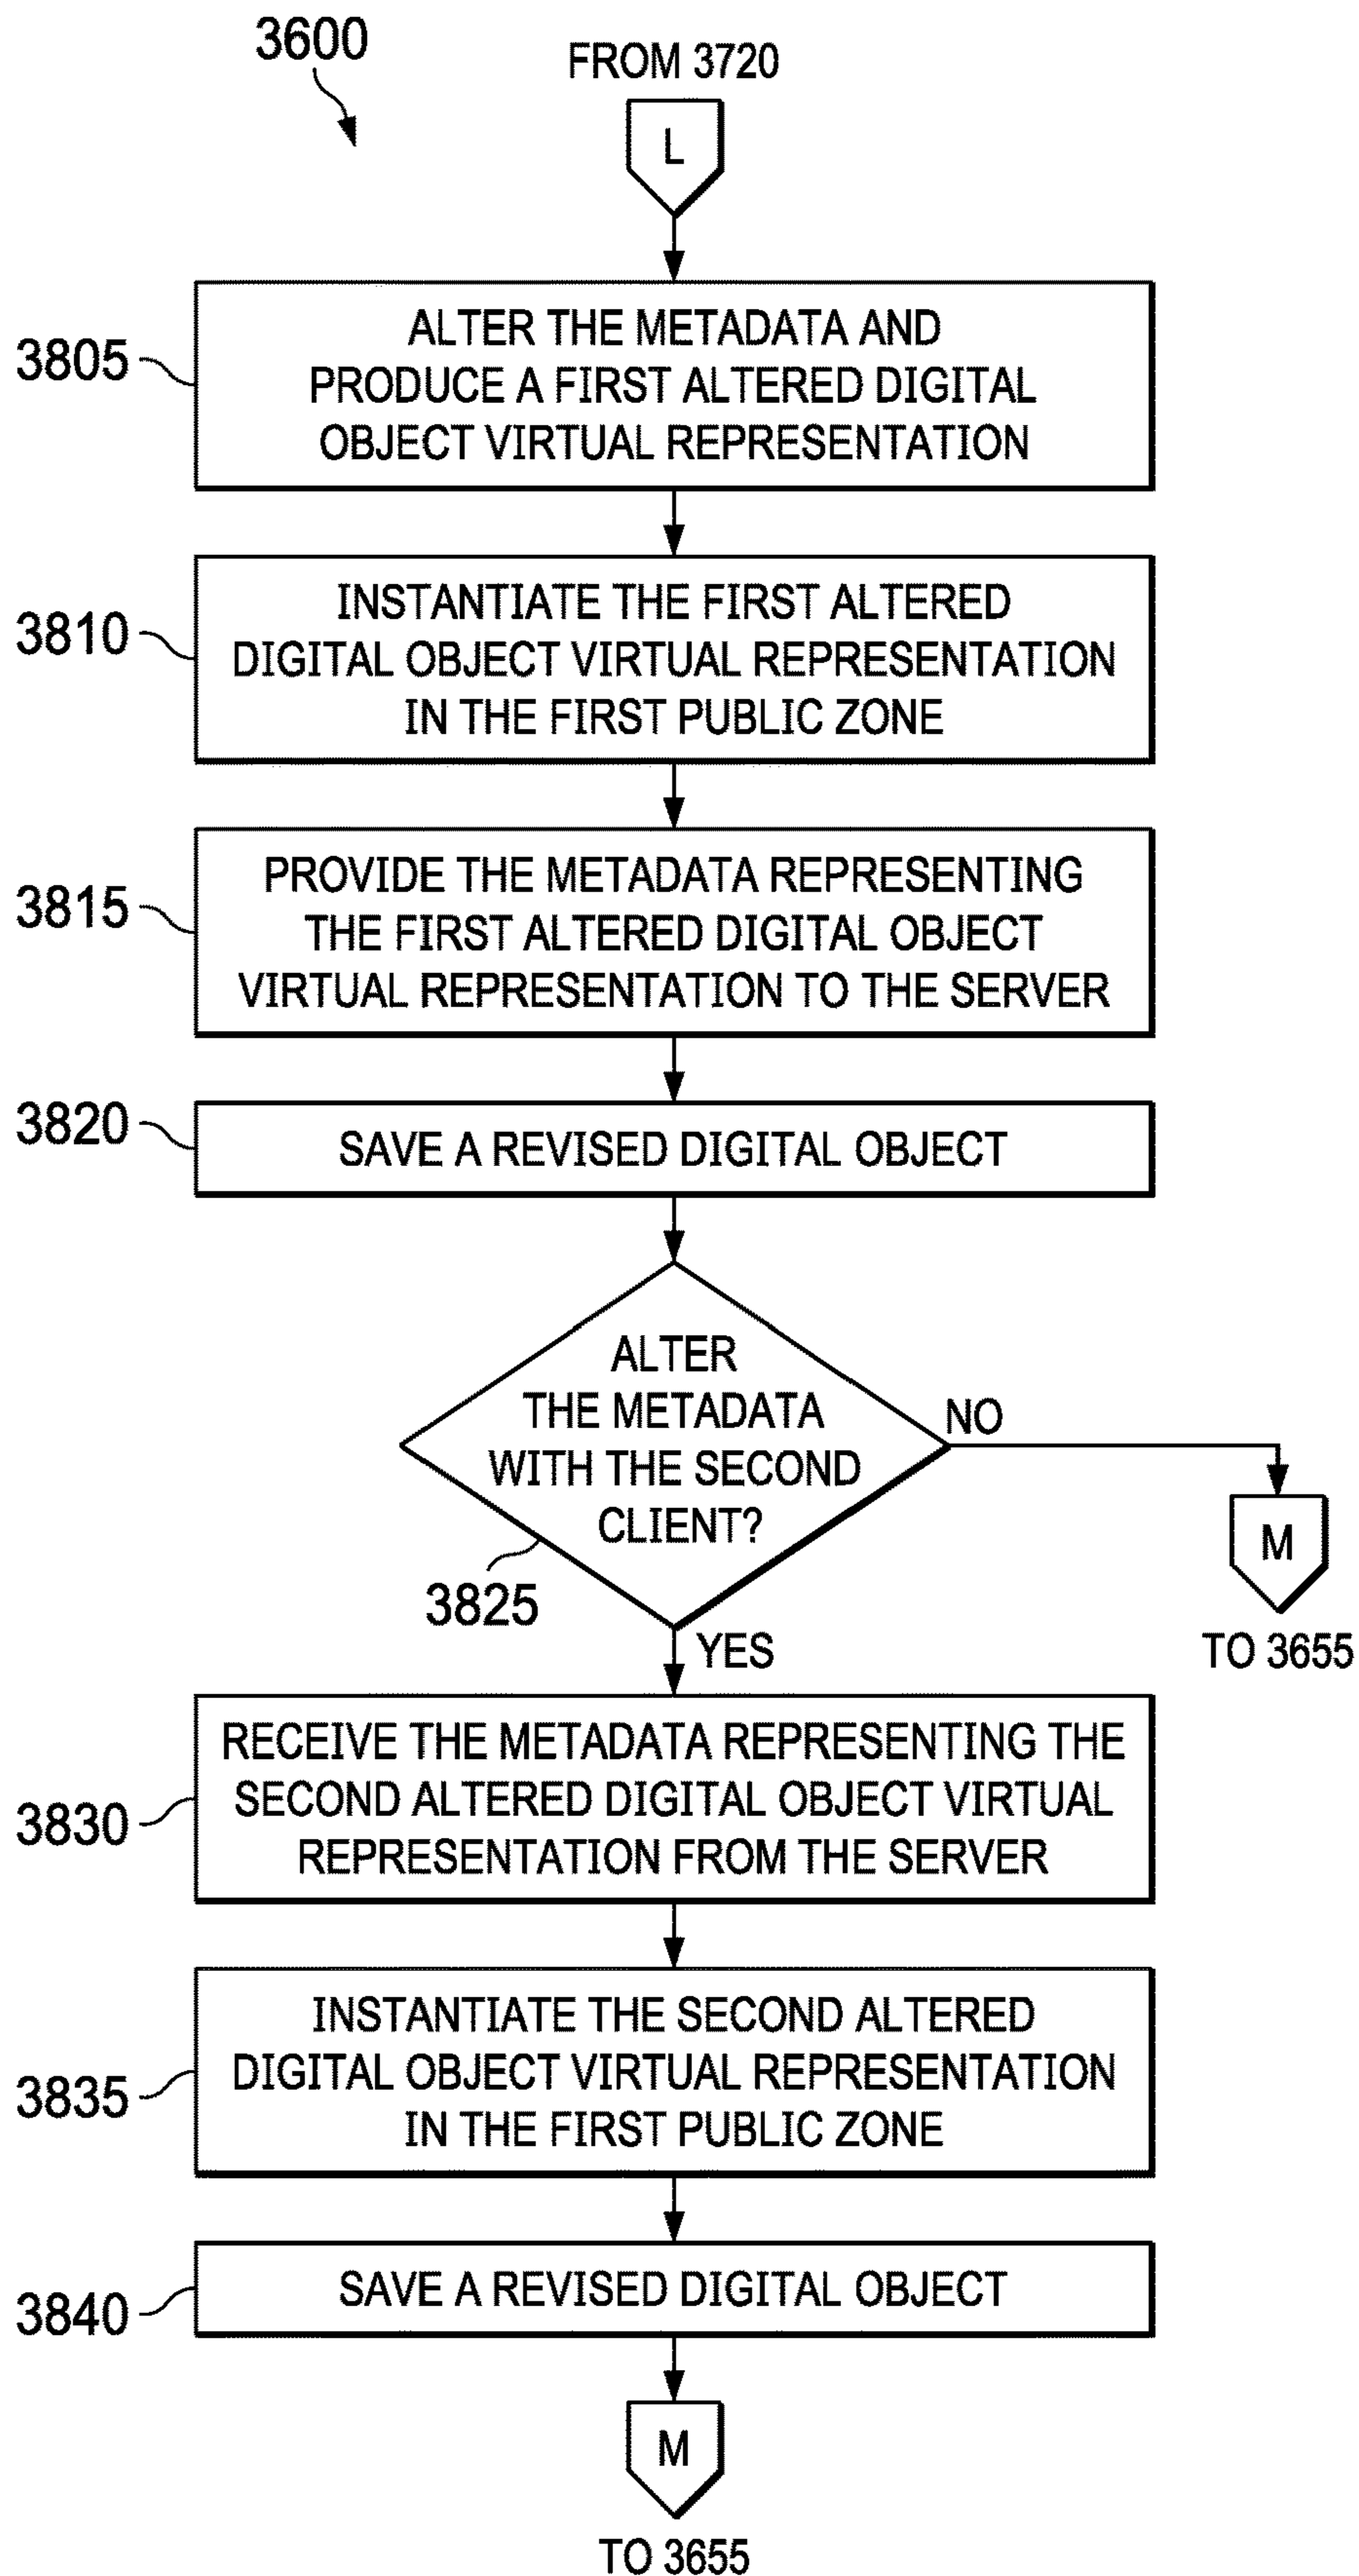 3600
FROM 3720
L
3805
ALTER THE METADATA AND
PRODUCE A FIRST ALTERED DIGITAL
OBJECT VIRTUAL REPRESENTATION
3810
INSTANTIATE THE FIRST ALTERED
DIGITAL OBJECT VIRTUAL REPRESENTATION
IN THE FIRST PUBLIC ZONE
3815
PROVIDE THE METADATA REPRESENTING
THE FIRST ALTERED DIGITAL OBJECT
VIRTUAL REPRESENTATION TO THE SERVER
3820
SAVE A REVISED DIGITAL OBJECT
ALTER
THE METADATA
WITH THE SECOND
CLIENT?
3825
NO
M
TO 3655
YES
3830
RECEIVE THE METADATA REPRESENTING THE
SECOND ALTERED DIGITAL OBJECT VIRTUAL
REPRESENTATION FROM THE SERVER
3835
INSTANTIATE THE SECOND ALTERED
DIGITAL OBJECT VIRTUAL REPRESENTATION
IN THE FIRST PUBLIC ZONE
3840
SAVE A REVISED DIGITAL OBJECT
M
TO 3655